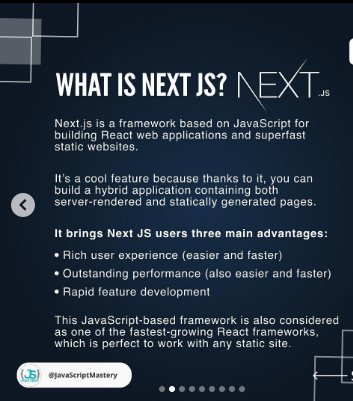 WHAT IS NEXT JS? NEXT.JS
Next.js is a framework based on JavaScript for
building React web applications and superfast
static websites.
It's a cool feature because thanks to it, you can
build a hybrid application containing both
server-rendered and statically generated pages.
It brings Next JS users three main advantages:
• Rich user experience (easier and faster)
• Outstanding performance (also easier and faster)
• Rapid feature development
This JavaScript-based framework is also considered
as one of the fastest-growing React frameworks,
which is perfect to work with any static site.
JS
@JavaScriptMastery